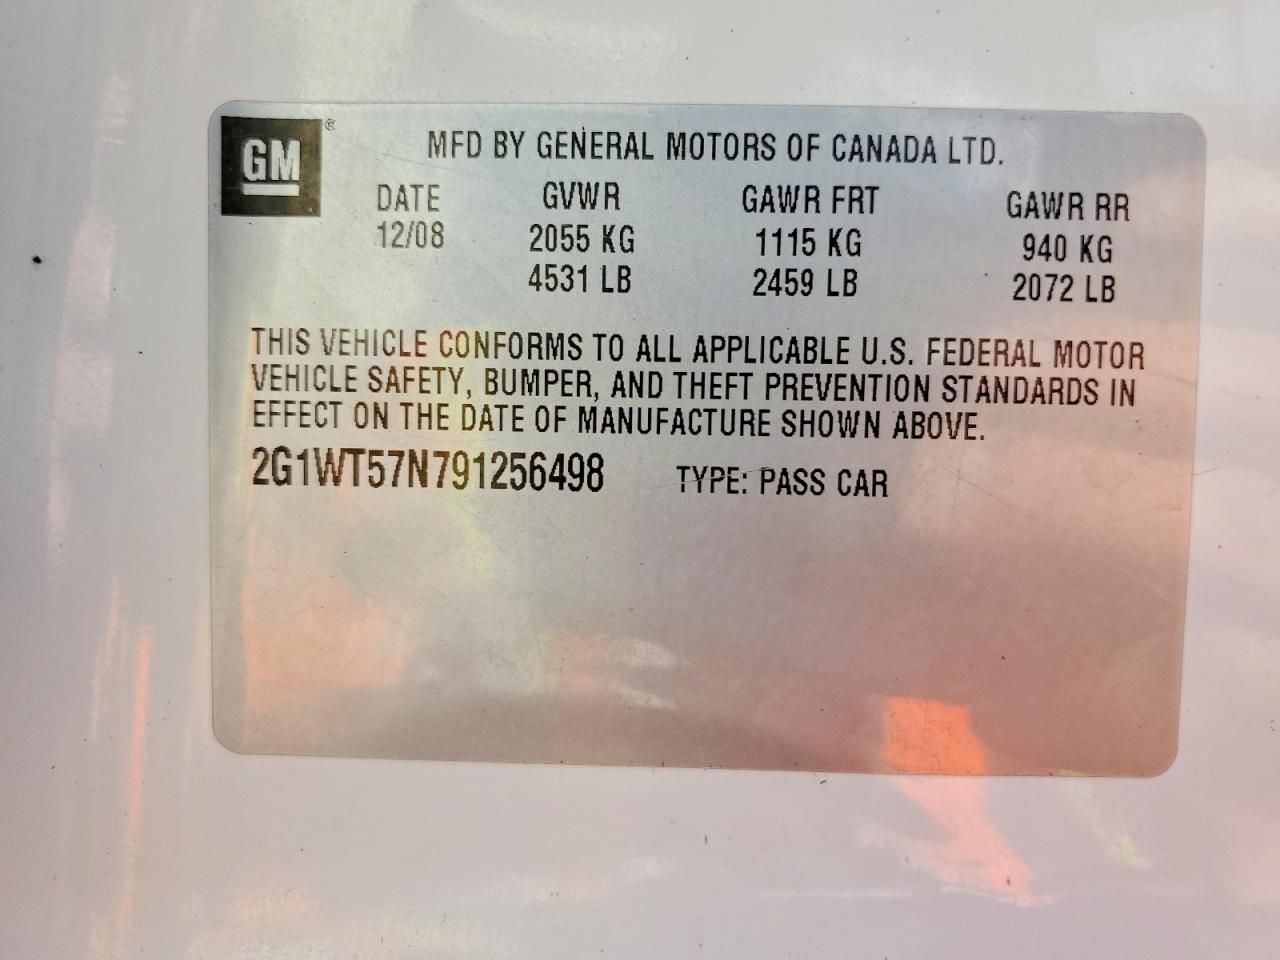 GM ®
MFD BY GENERAL MOTORS OF CANADA LTD.
DATE GVWR GAWR FRT GAWR RR
12/08 2055 KG 1115 KG 940 KG
4531 LB 2459 LB 2072 LB
THIS VEHICLE CONFORMS TO ALL APPLICABLE U.S. FEDERAL MOTOR
VEHICLE SAFETY, BUMPER, AND THEFT PREVENTION STANDARDS IN
EFFECT ON THE DATE OF MANUFACTURE SHOWN ABOVE.
2G1WT57N791256498 TYPE: PASS CAR